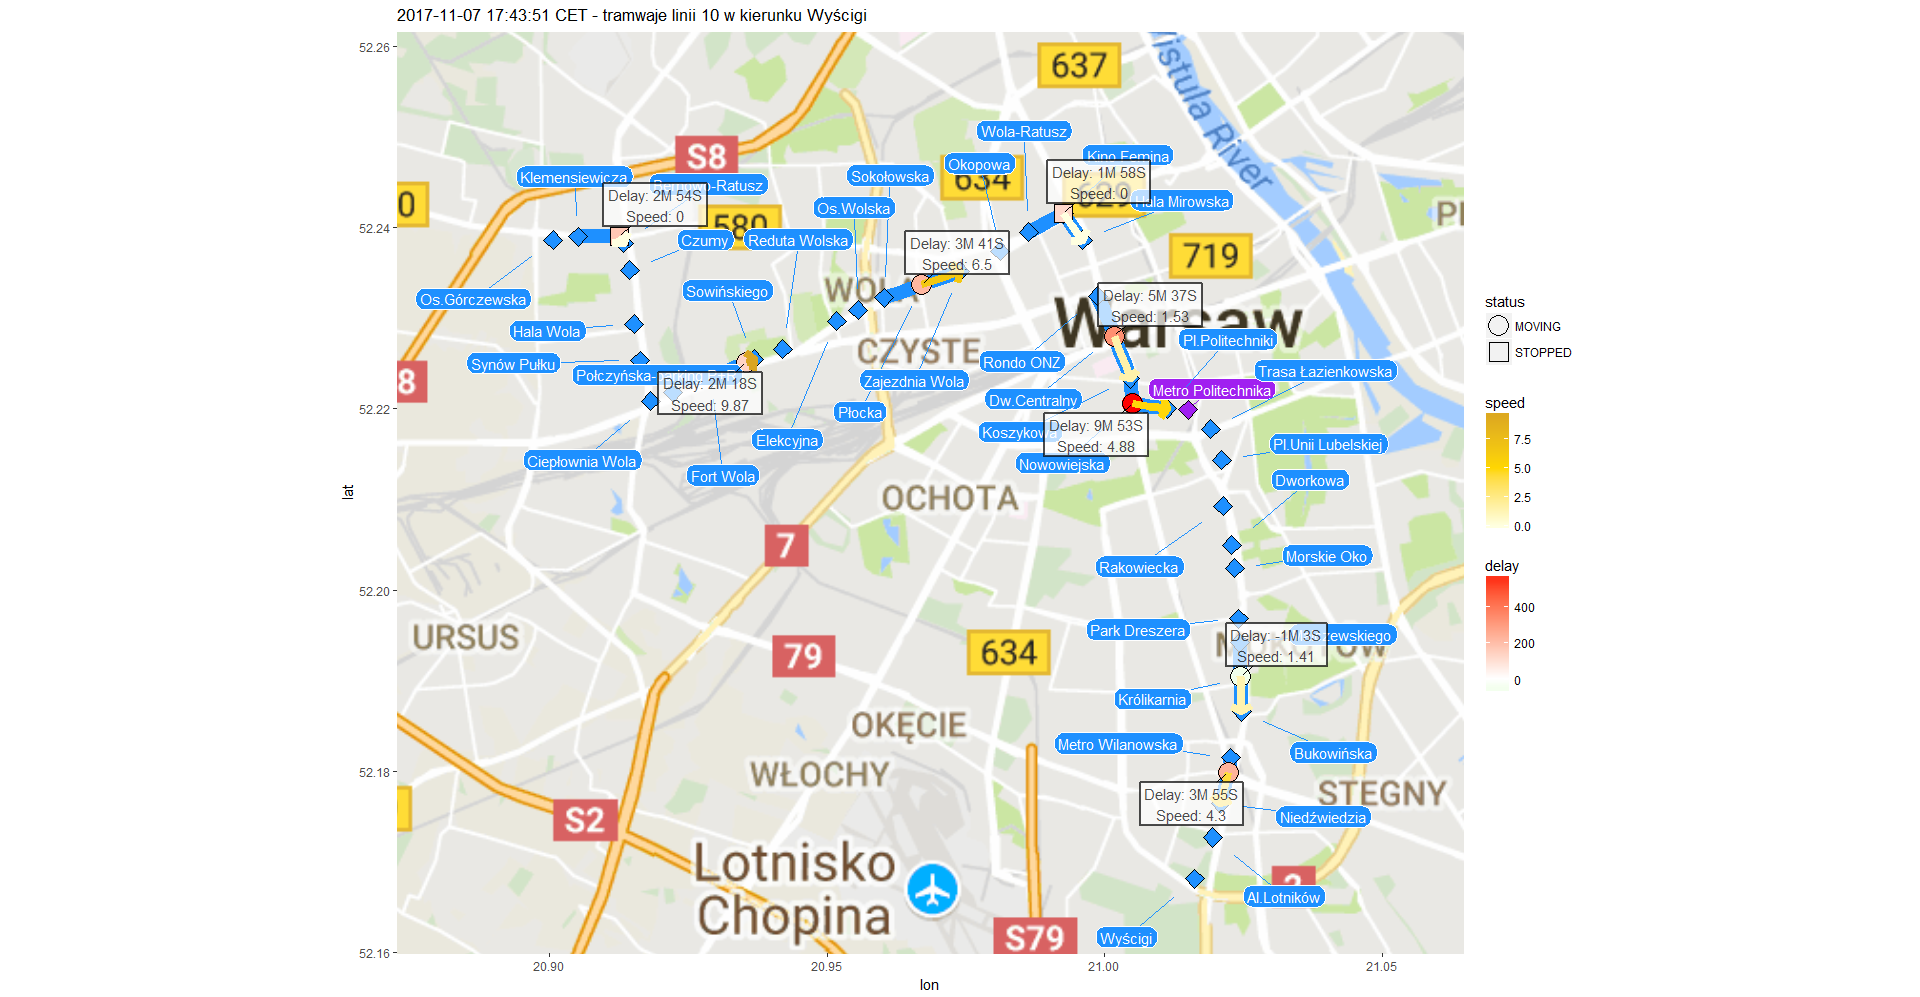 2017-11-07 17:43:51 CET - tramwaje linii 10 w kierunku Wyścigi
52.26
52.24
52.22
52.20
52.18
52.16
lat
20.90
20.95
21.00
21.05
lon
637
Vistula River
Wola-Ratusz
S8
Kino Femina
Okopowa
634
Klemensiewicza
Sokołowska
Delay: 1M 58S
Speed: 0
629
Delay: 2M 54S
Speed: 0
Hala Mirowska
0
Os.Wolska
580
Czumy
Reduta Wolska
Delay: 3M 41S
Speed: 6.5
719
Sowińskiego
WOLA
Os.Górczewska
Delay: 5M 37S
Speed: 1.53
Warsaw
Hala Wola
Pl.Politechniki
CZYSTE
Synów Pułku
Rondo ONZ
Trasa Łazienkowska
Połczyńska-
8
Zajezdnia Wola
Metro Politechnika
Delay: 2M 18S
Speed: 9.87
Dw.Centralny
Płocka
Delay: 9M 53S
Speed: 4.88
Koszykowa
Elekcyjna
Pl.Unii Lubelskiej
Ciepłownia Wola
Nowowiejska
Fort Wola
Dworkowa
OCHOTA
7
Morskie Oko
Rakowiecka
Park Dreszera
URSUS
79
634
Delay: -1M 3S
Speed: 1.41
zewskiego
MOKOTÓW
Królikarnia
OKĘCIE
Metro Wilanowska
Bukowińska
WŁOCHY
Delay: 3M 55S
Speed: 4.3
STEGNY
Niedźwiedzia
S2
Lotnisko
Chopina
2
Al.Lotników
S79
Wyścigi
status
MOVING
STOPPED
speed
7.5
5.0
2.5
0.0
delay
400
200
0